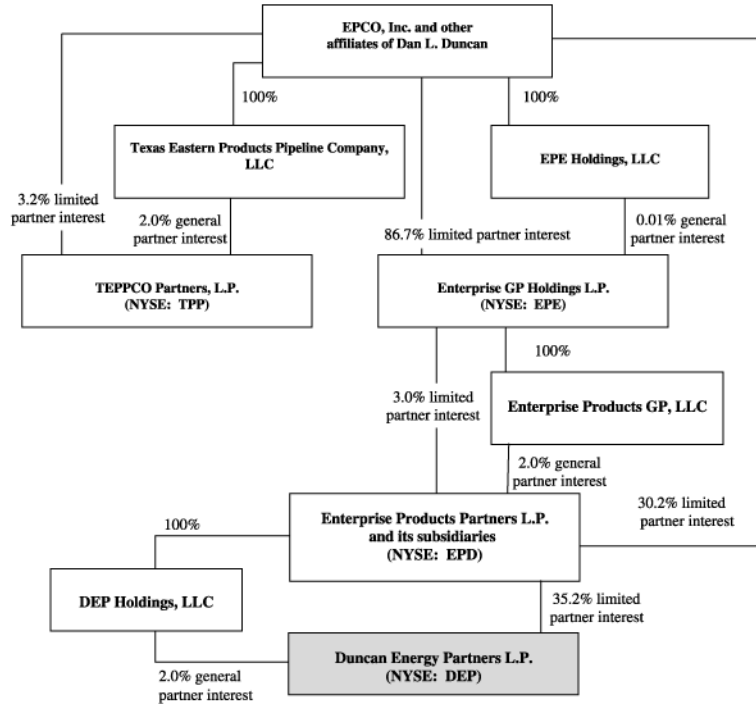 EPCO, Inc. and other
affiliates of Dan L. Duncan
100%
100%
Texas Eastern Products Pipeline Company,
LLC
EPE Holdings, LLC
3.2% limited
partner interest
2.0% general
partner interest
86.7% limited partner interest
0.01% general
partner interest
TEPPCO Partners, L.P.
(NYSE: TPP)
Enterprise GP Holdings L.P.
(NYSE: EPE)
100%
3.0% limited
partner interest
Enterprise Products GP, LLC
2.0% general
partner interest
30.2% limited
partner interest
Enterprise Products Partners L.P.
and its subsidiaries
(NYSE: EPD)
100%
DEP Holdings, LLC
35.2% limited
partner interest
Duncan Energy Partners L.P.
(NYSE: DEP)
2.0% general
partner interest